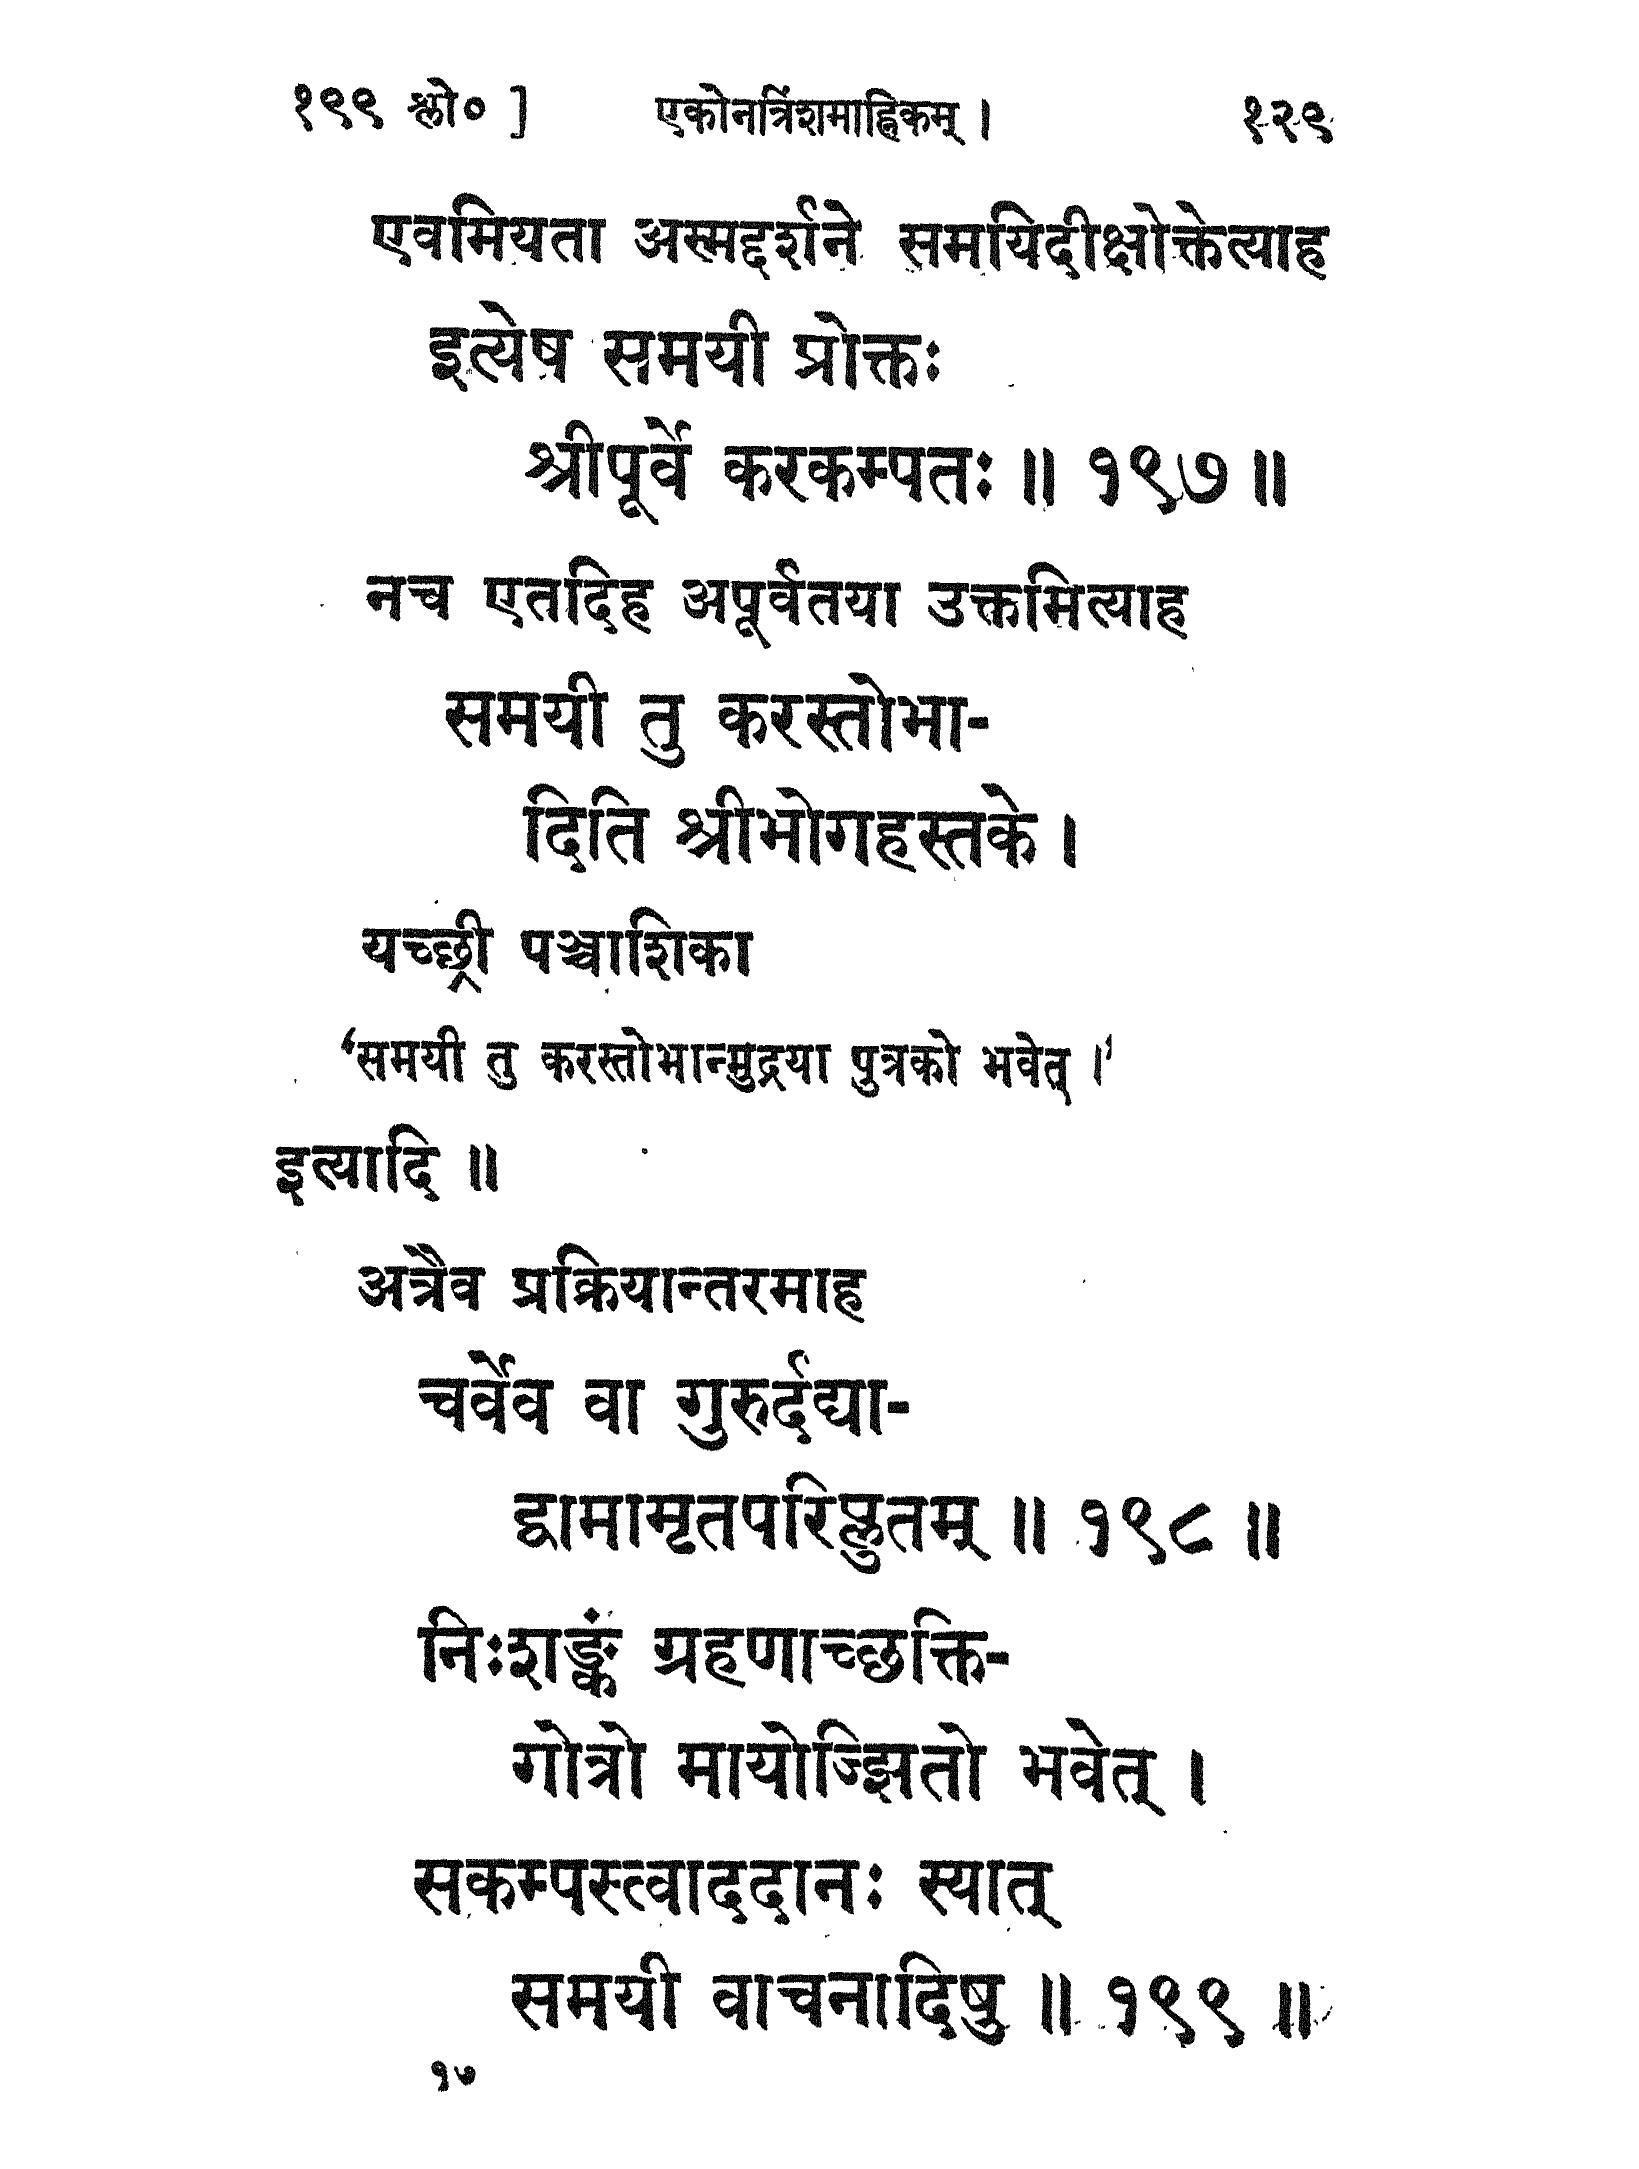 १९९ श्लो० ] एकोनत्रिंशमाह्निकम् । १२९
एवमियता अस्मद्दर्शने समयिदीक्षोक्तेत्याह
इत्येष समयी प्रोक्तः
श्रीपूर्वे करकम्पतः ॥ १९७ ॥
नच एतदिह अपूर्वतया उक्तमित्याह
समयी तु करस्तोभा-
दिति श्रीभोगहस्तके ।
यच्छ्री पञ्चाशिका
‘समयी तु करस्तोभान्मुद्रया पुत्रको भवेत् ।’
इत्यादि ॥
अत्रैव प्रक्रियान्तरमाह
चर्वेव वा गुरुर्दद्या-
द्वामामृतपरिप्लुतम् ॥ १९८ ॥
निःशङ्कं ग्रहणाच्छक्ति-
गोत्रो मायोज्झितो भवेत् ।
सकम्पस्त्वाददानः स्यात्
समयी वाचनादिषु ॥ १९९ ॥
१७